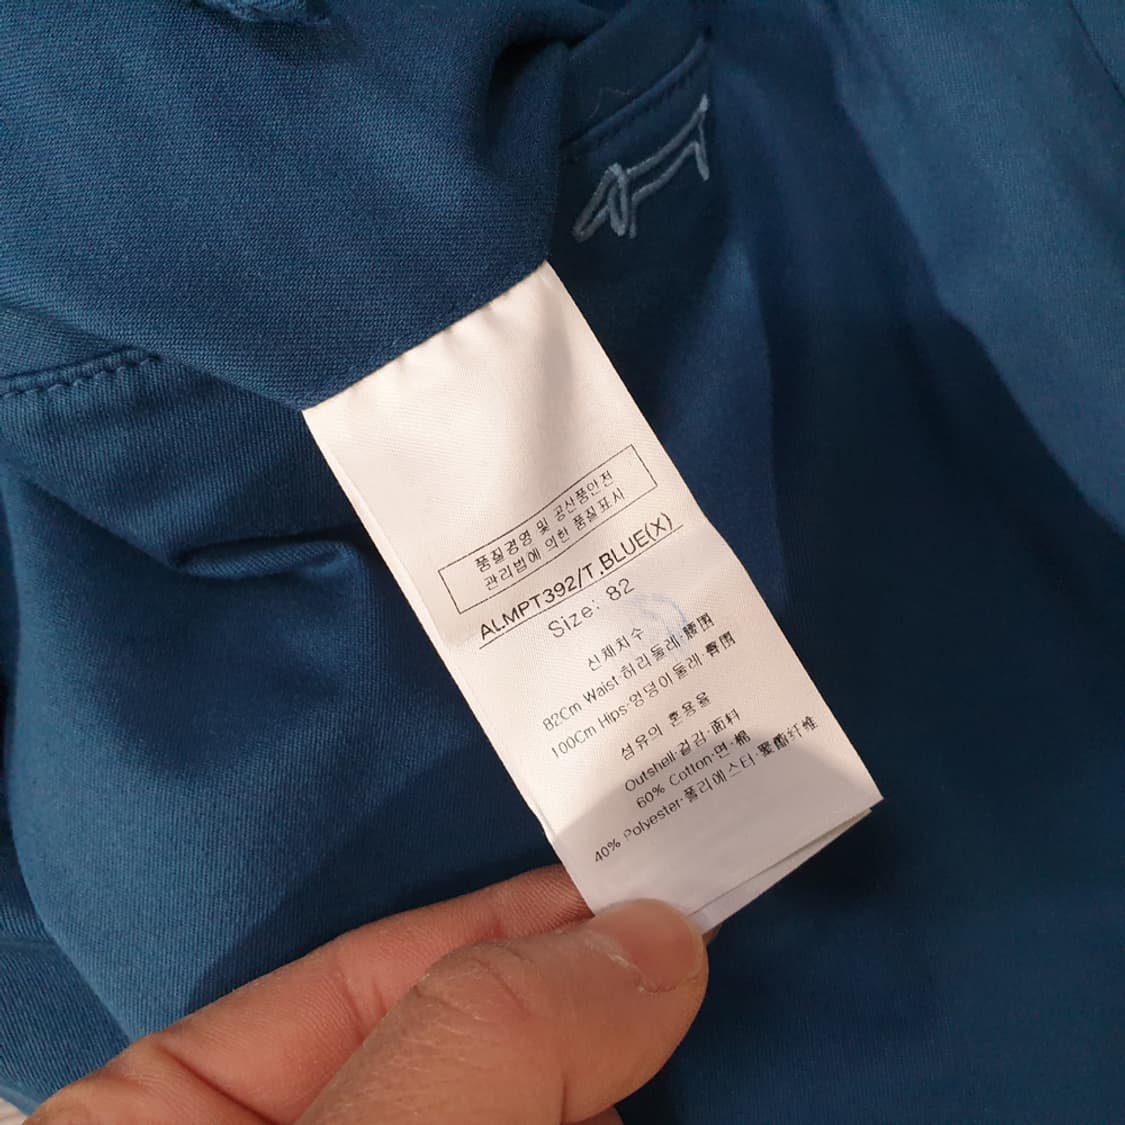 품질경영 및 공산품안전
관리법에 의한 품질표시
ALMPT392/T.BLUE(X)
Size: 82
신체치수
82Cm Waist·허리둘레·腰围
100Cm Hips·엉덩이둘레·臀围
섬유의 혼용율
Outshell·겉감·面料
60% Cotton·면·棉
40% Polyester·폴리에스터·聚酯纤维